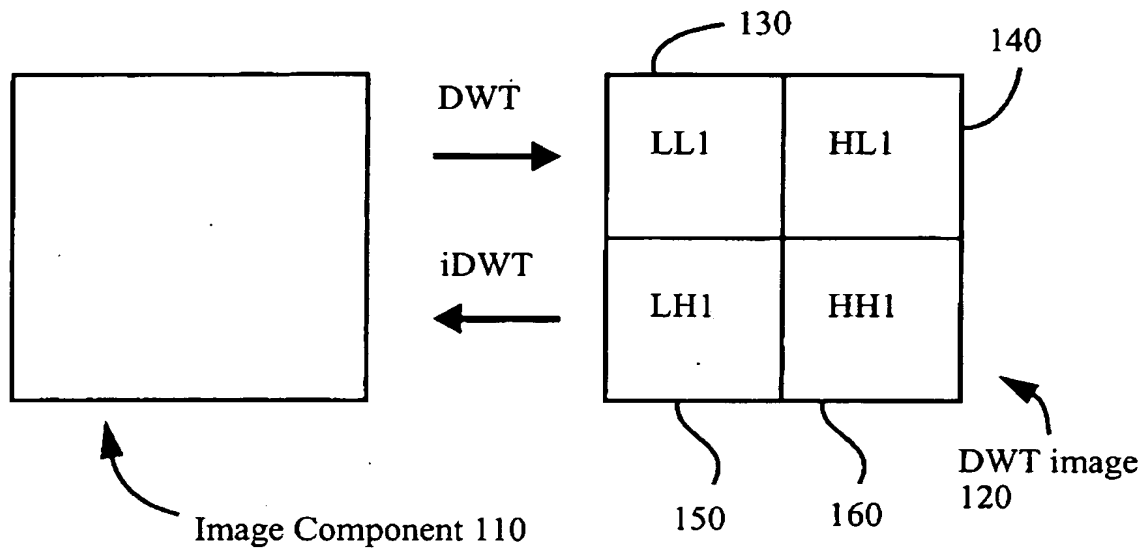 130
140
DWT
LL1
HL1
iDWT
LH1
HH1
DWT image
120
150
160
Image Component 110